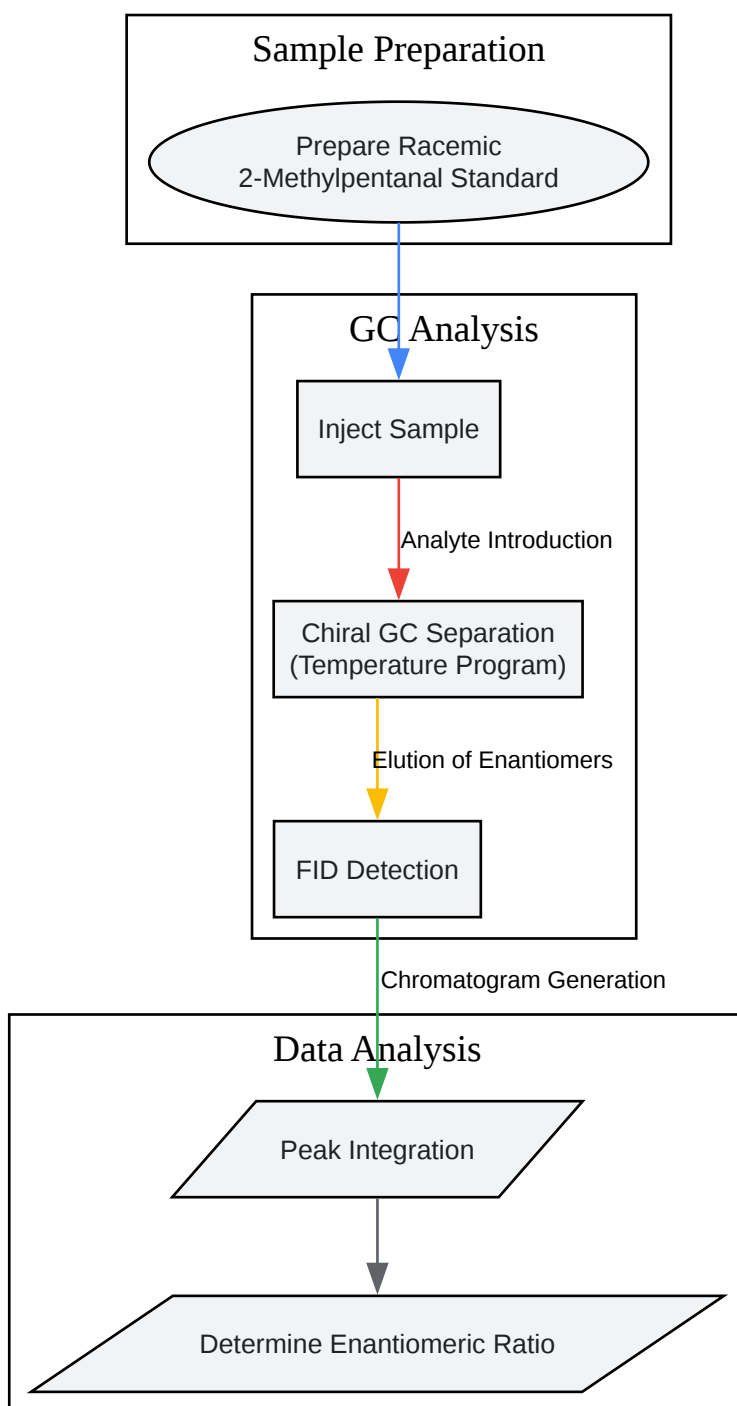 Sample Preparation
Prepare Racemic
2-Methylpentanal Standard
GC Analysis
Inject Sample
Analyte Introduction
Chiral GC Separation
(Temperature Program)
Elution of Enantiomers
FID Detection
Chromatogram Generation
Data Analysis
Peak Integration
Determine Enantiomeric Ratio